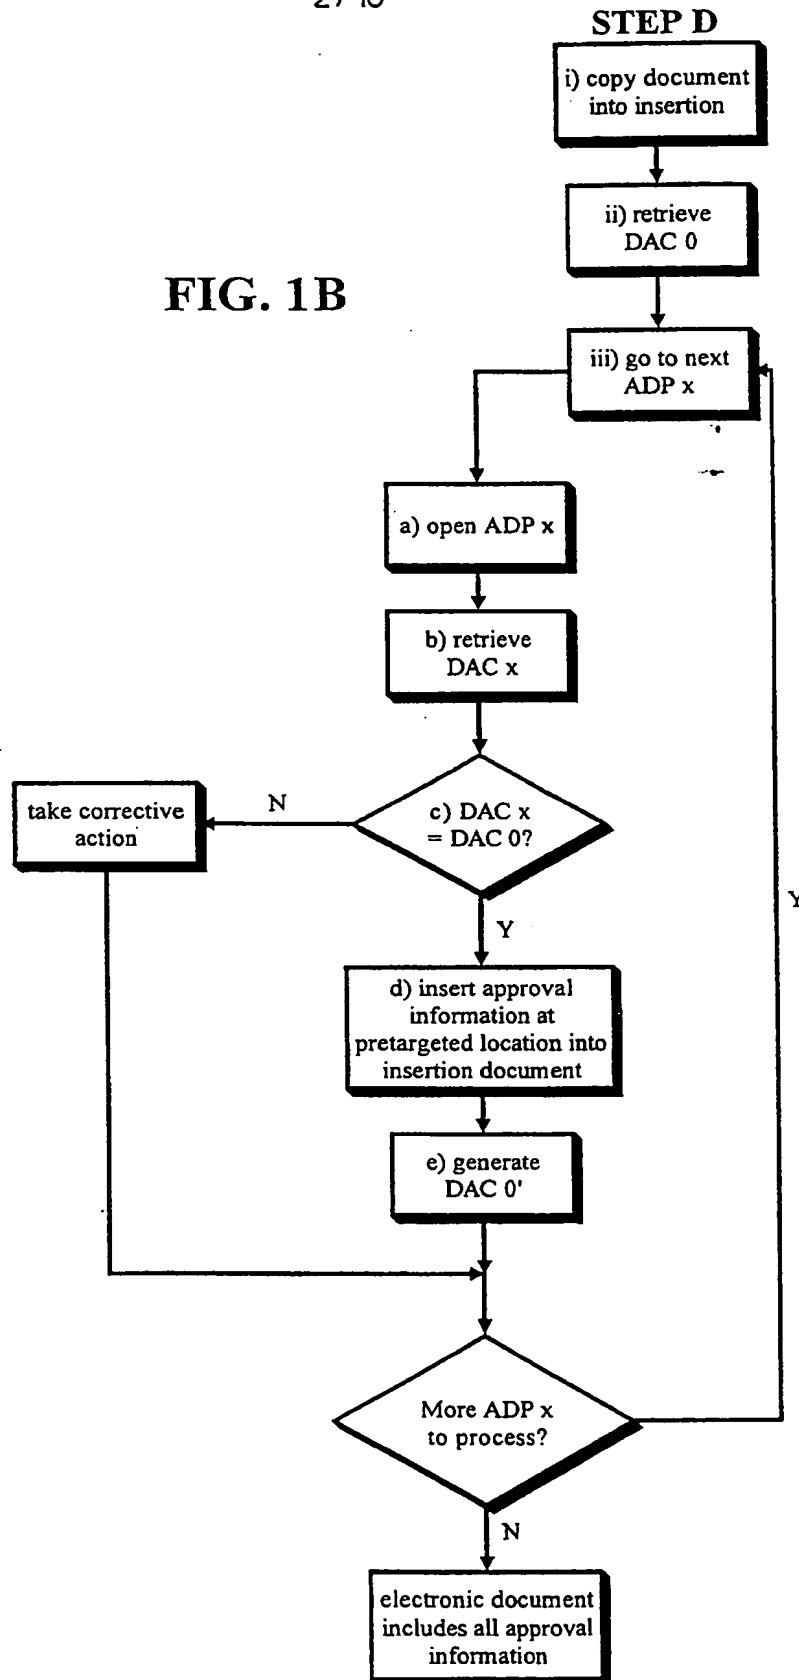 STEP D
i) copy document
into insertion
ii) retrieve
DAC 0
FIG. 1B
iii) go to next
ADP x
a) open ADP x
b) retrieve
DAC x
c) DAC x
= DAC 0?
N
take corrective
action
Y
Y
d) insert approval
information at
pretargeted location into
insertion document
e) generate
DAC 0'
More ADP x
to process?
N
electronic document
includes all approval
information